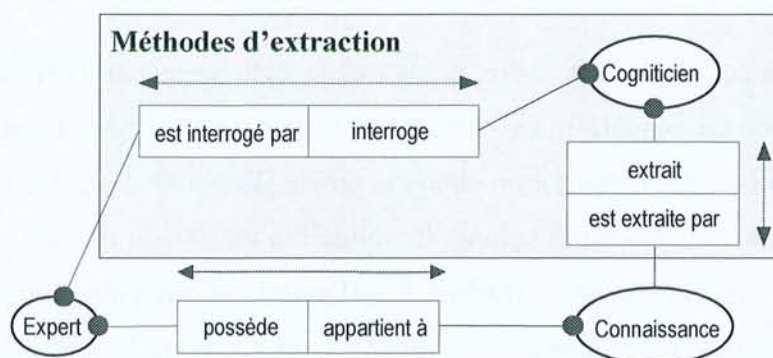 Méthodes d'extraction
Cogniticien
est interrogé par
interroge
extrait
est extraite par
Expert
possède
appartient à
Connaissance